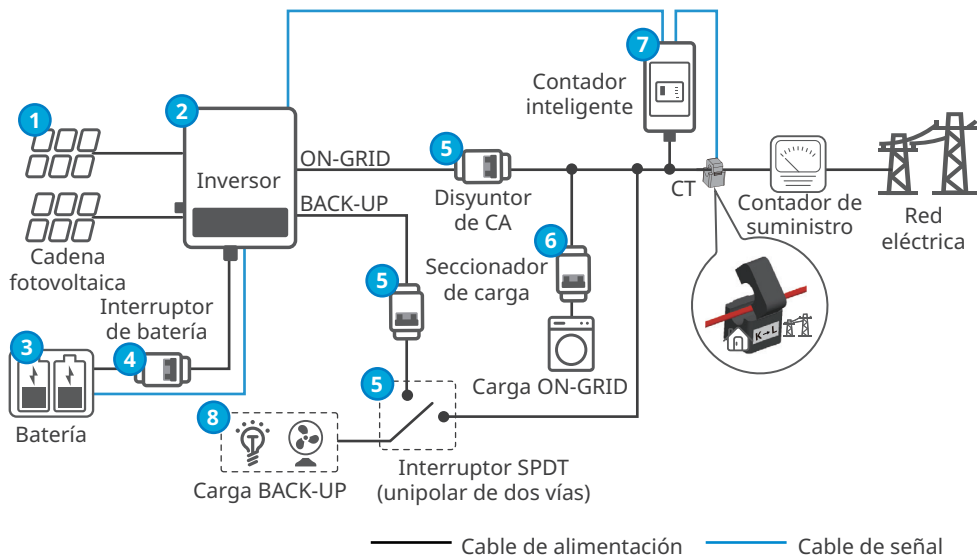 1
2
7
Contador
inteligente
ON-GRID
5
Inversor
Disyuntor
de CA
BACK-UP
CT
Contador de
suministro
Red
eléctrica
Cadena
fotovoltaica
6
Seccionador
de carga
5
Interruptor
de batería
3
4
K→L
Carga ON-GRID
5
Batería
8
Carga BACK-UP
Interruptor SPDT
(unipolar de dos vías)
Cable de alimentación
Cable de señal